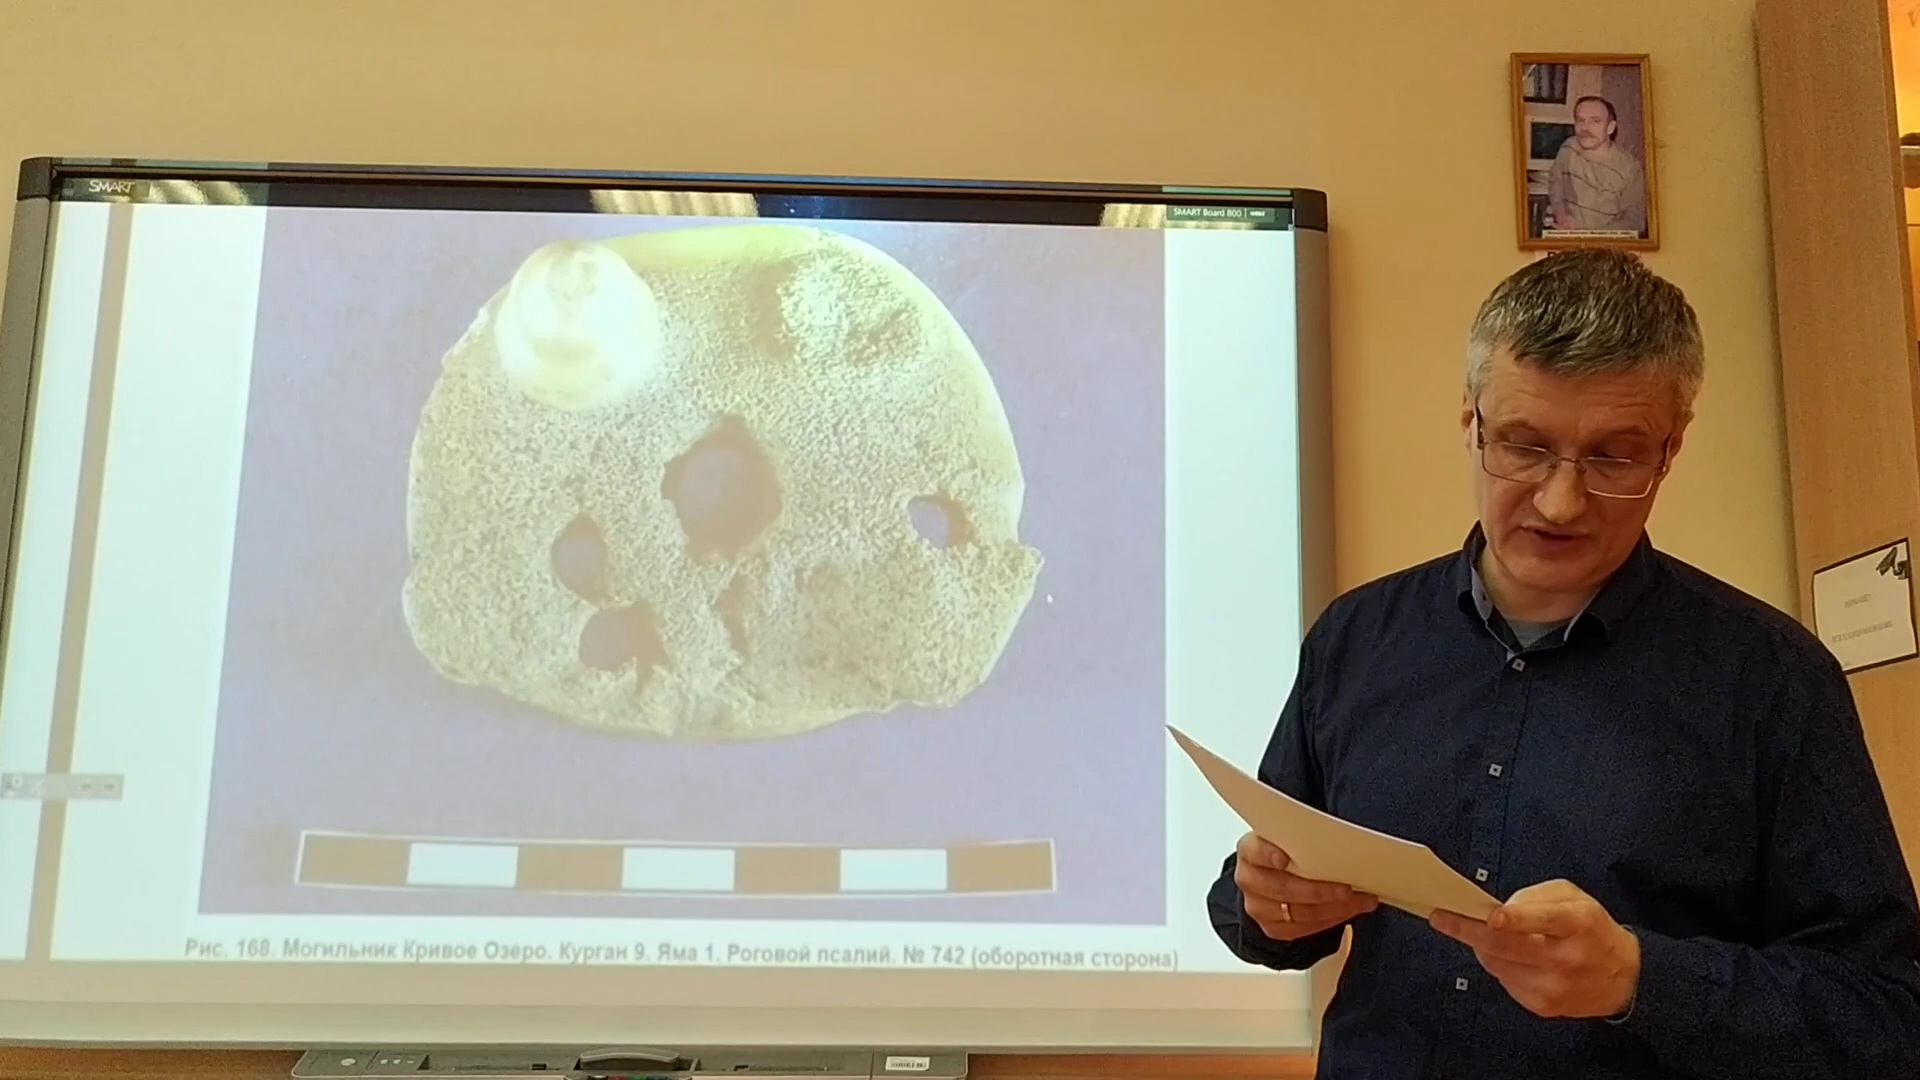 SMART
SMART Board 800
Рис. 168. Могильник Кривое Озеро. Курган 9. Яма 1. Роговой псалий. № 742 (оборотная сторона)